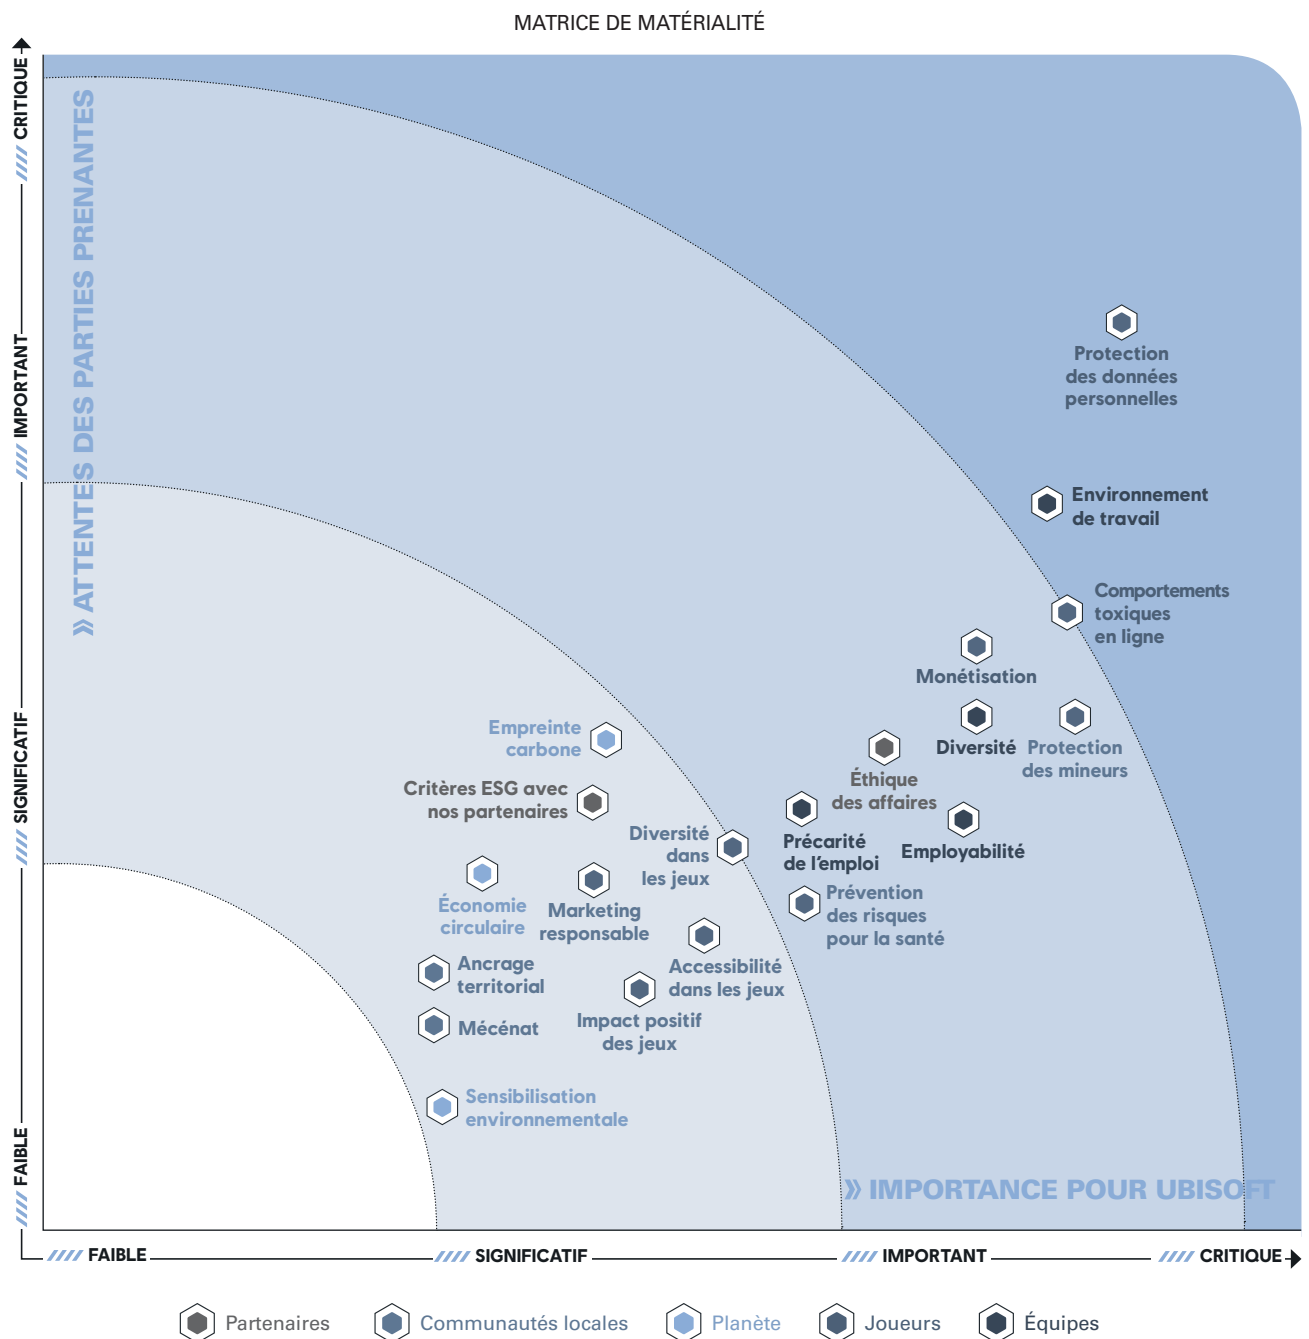 MATRICE DE MATÉRIALITÉ
CRITIQUE
IMPORTANT
SIGNIFICATIF
FAIBLE
» ATTENTES DES PARTIES PRENANTES
Protection
des données
personnelles
Environnement
de travail
Comportements
toxiques
en ligne
Monétisation
Diversité
Protection
des mineurs
Éthique
des affaires
Empreinte
carbone
Critères ESG avec
nos partenaires
Diversité
dans
les jeux
Précarité
de l'emploi
Employabilité
Économie
circulaire
Marketing
responsable
Prévention
des risques
pour la santé
Ancrage
territorial
Accessibilité
dans les jeux
Mécénat
Impact positif
des jeux
Sensibilisation
environnementale
» IMPORTANCE POUR UBISOFT
FAIBLE
SIGNIFICATIF
IMPORTANT
CRITIQUE
Partenaires
Communautés locales
Planète
Joueurs
Équipes